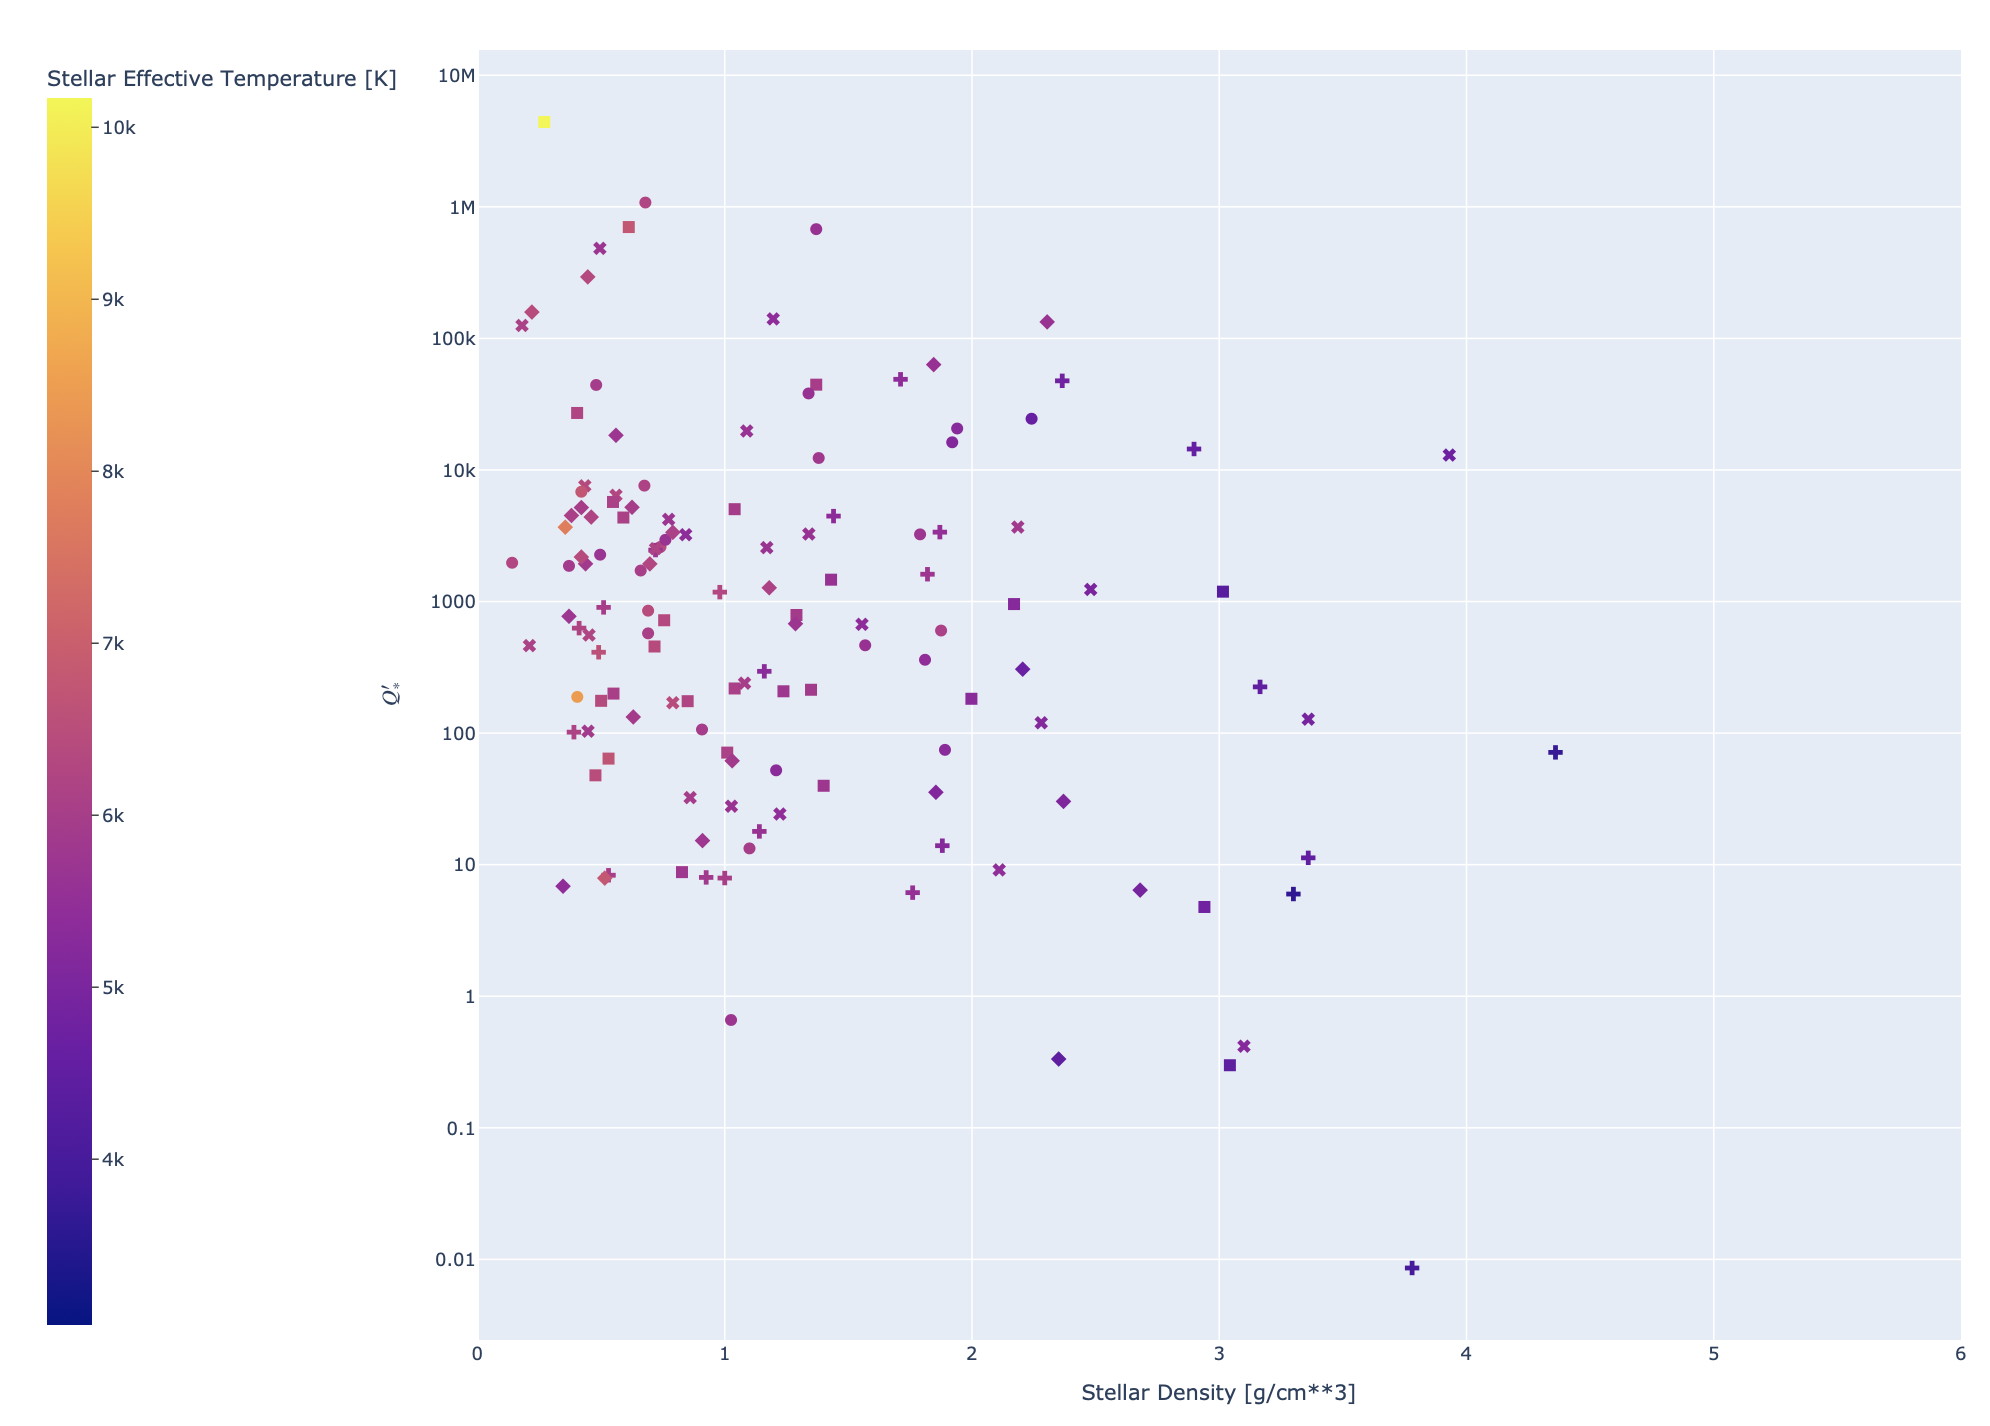 Stellar Effective Temperature [K]
10k
9k
8k
7k
6k
5k
4k
10M
1M
100k
10k
1000
100
10
1
0.1
0.01
Q′*
0 1 2 3 4 5 6
Stellar Density [g/cm**3]